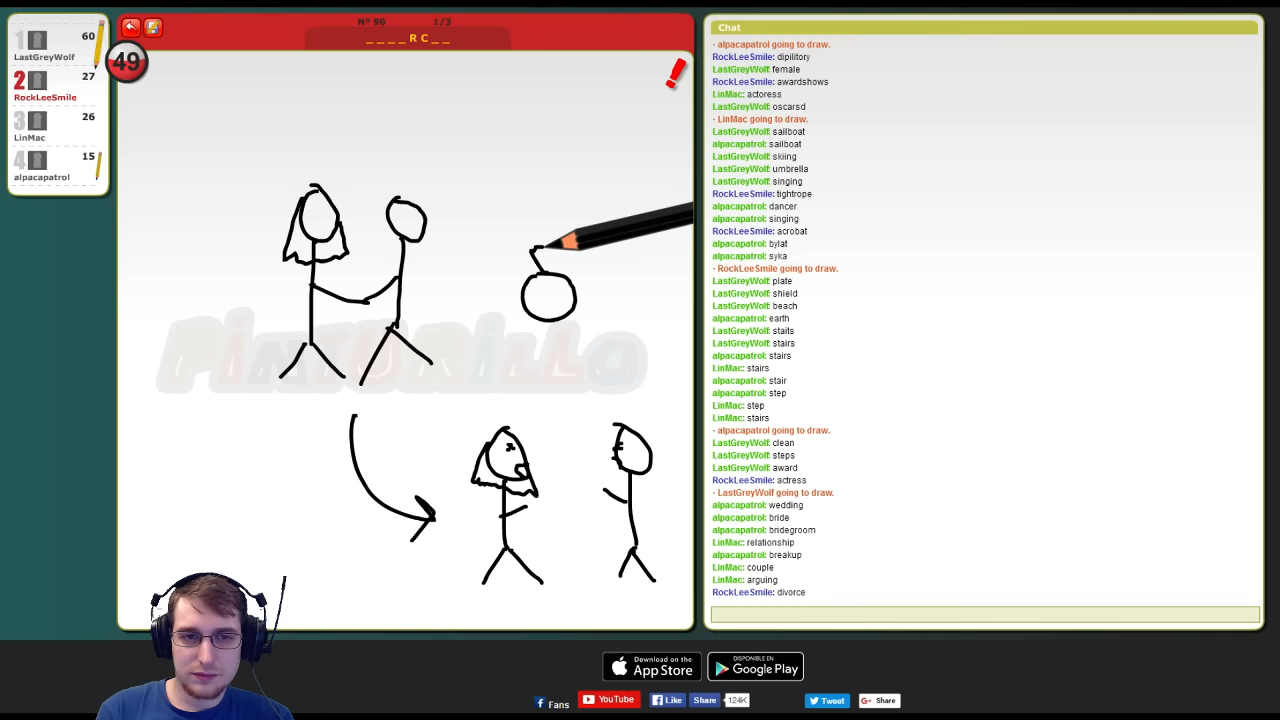 1 60
LastGreyWolf
2 27
RockLeeSmile
3 26
LinMac
4 15
alpacapatrol
49
Nº 90 1/3
_ _ _ _ R C _ _
PINTURILLO
Chat
- alpacapatrol going to draw.
RockLeeSmile: dipilitory
LastGreyWolf: female
RockLeeSmile: awardshows
LinMac: actoress
LastGreyWolf: oscarsd
- LinMac going to draw.
LastGreyWolf: sailboat
alpacapatrol: sailboat
LastGreyWolf: skiing
LastGreyWolf: umbrella
LastGreyWolf: singing
RockLeeSmile: tightrope
alpacapatrol: dancer
alpacapatrol: singing
RockLeeSmile: acrobat
alpacapatrol: bylat
alpacapatrol: syka
- RockLeeSmile going to draw.
LastGreyWolf: plate
LastGreyWolf: shield
LastGreyWolf: beach
alpacapatrol: earth
LastGreyWolf: staits
LastGreyWolf: stairs
alpacapatrol: stairs
LinMac: stairs
alpacapatrol: stair
alpacapatrol: step
LinMac: step
LinMac: stairs
- alpacapatrol going to draw.
LastGreyWolf: clean
LastGreyWolf: steps
LastGreyWolf: award
RockLeeSmile: actress
- LastGreyWolf going to draw.
alpacapatrol: wedding
alpacapatrol: bride
alpacapatrol: bridegroom
LinMac: relationship
alpacapatrol: breakup
LinMac: couple
LinMac: arguing
RockLeeSmile: divorce
Download on the
App Store
DISPONIBLE EN
Google Play
Fans YouTube Like Share 124K Tweet G+ Share